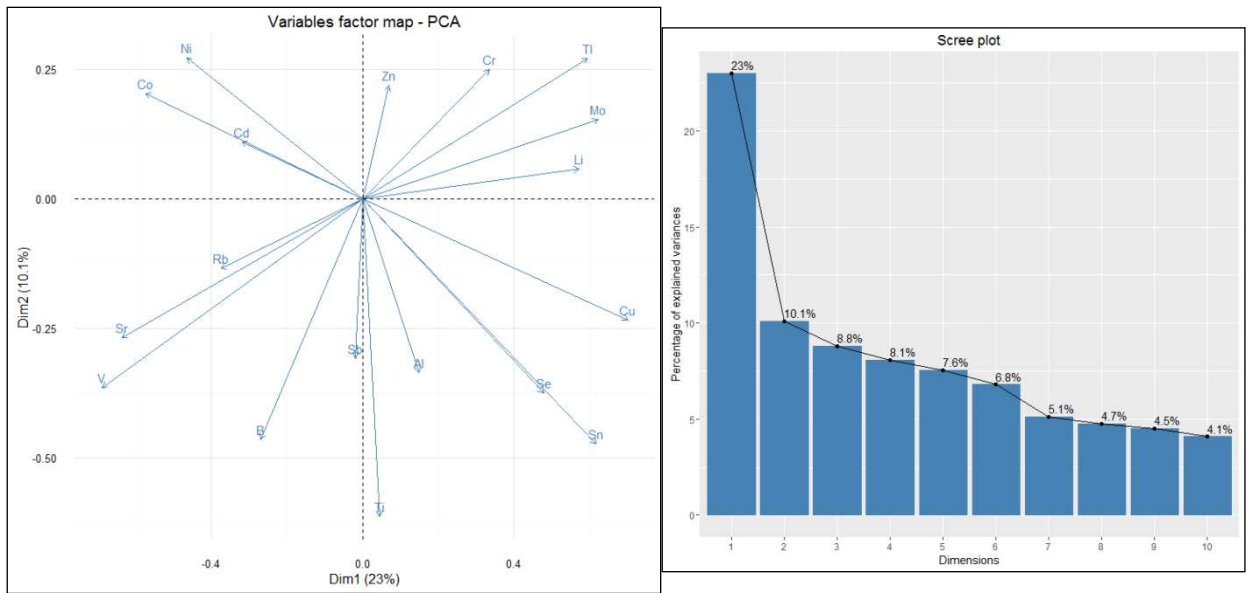 Variables factor map - PCA
Ni
Tl
Cr
Zn
0.25
Co
Mo
Cd
Li
0.00
Rb
Cu
-0.25
Sr
Sb
Al
V
Se
B
Sn
-0.50
Ti
-0.4
0.0
0.4
Dim1 (23%)
Dim2 (10.1%)
Scree plot
23%
20
15
10.1%
10
8.8%
8.1%
7.6%
6.8%
5.1%
5
4.7%
4.5%
4.1%
0
1 2 3 4 5 6 7 8 9 10
Dimensions
Percentage of explained variances